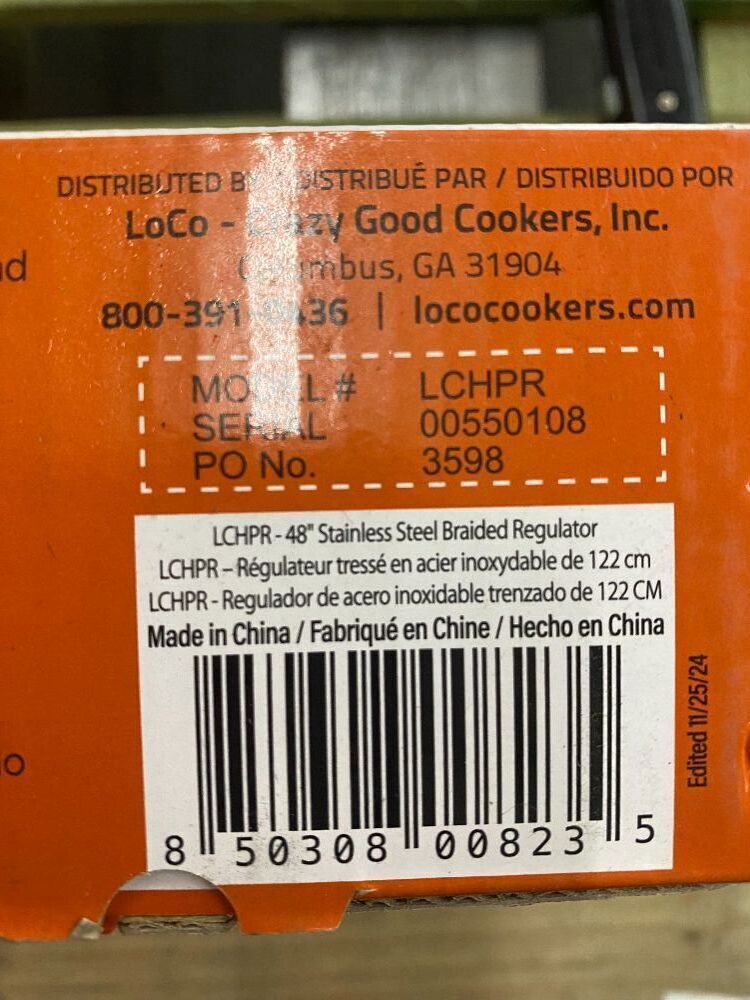 DISTRIBUTED BY / DISTRIBUÉ PAR / DISTRIBUIDO POR
LoCo - Crazy Good Cookers, Inc.
Columbus, GA 31904
lococookers.com
MODEL # LCHPR
SERIAL 00550108
PO No. 3598
LCHPR - 48" Stainless Steel Braided Regulator
LCHPR – Régulateur tressé en acier inoxydable de 122 cm
LCHPR - Regulador de acero inoxidable trenzado de 122 CM
Made in China / Fabriqué en Chine / Hecho en China
8 50308 00823 5
Edited 11/25/24